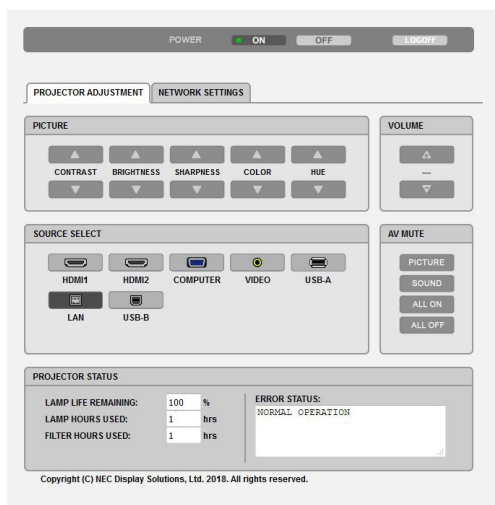 POWER ON OFF LOGOFF
PROJECTOR ADJUSTMENT NETWORK SETTINGS
PICTURE
CONTRAST BRIGHTNESS SHARPNESS COLOR HUE
VOLUME
---
SOURCE SELECT
HDMI1 HDMI2 COMPUTER VIDEO USB-A
LAN USB-B
AV MUTE
PICTURE
SOUND
ALL ON
ALL OFF
PROJECTOR STATUS
LAMP LIFE REMAINING: 100 %
LAMP HOURS USED: 1 hrs
FILTER HOURS USED: 1 hrs
ERROR STATUS:
NORMAL OPERATION
Copyright (C) NEC Display Solutions, Ltd. 2018. All rights reserved.